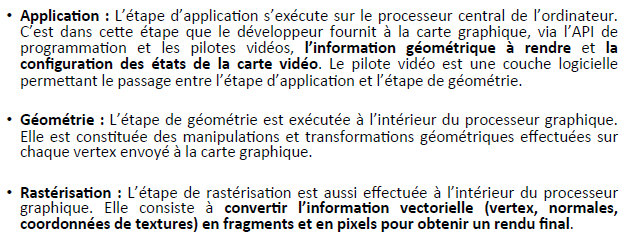 • Application : L’étape d’application s’exécute sur le processeur central de l’ordinateur.
C’est dans cette étape que le développeur fournit à la carte graphique, via l’API de
programmation et les pilotes vidéos, l’information géométrique à rendre et la
configuration des états de la carte vidéo. Le pilote vidéo est une couche logicielle
permettant le passage entre l’étape d’application et l’étape de géométrie.
• Géométrie : L’étape de géométrie est exécutée à l’intérieur du processeur graphique.
Elle est constituée des manipulations et transformations géométriques effectuées sur
chaque vertex envoyé à la carte graphique.
• Rastérisation : L’étape de rastérisation est aussi effectuée à l’intérieur du processeur
graphique. Elle consiste à convertir l’information vectorielle (vertex, normales,
coordonnées de textures) en fragments et en pixels pour obtenir un rendu final.